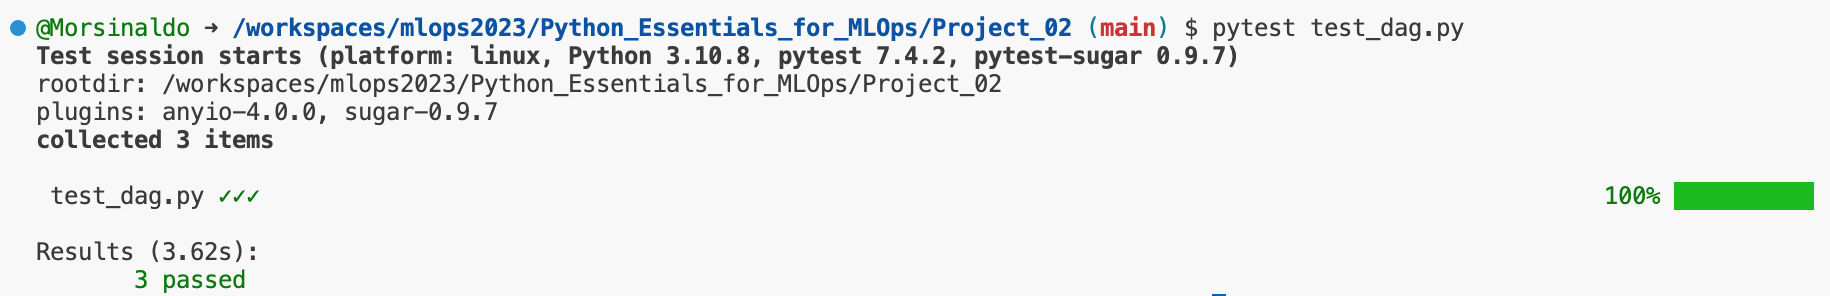 @Morsinaldo → /workspaces/mlops2023/Python_Essentials_for_MLOps/Project_02 (main) $ pytest test_dag.py
Test session starts (platform: linux, Python 3.10.8, pytest 7.4.2, pytest-sugar 0.9.7)
rootdir: /workspaces/mlops2023/Python_Essentials_for_MLOps/Project_02
plugins: anyio-4.0.0, sugar-0.9.7
collected 3 items
test_dag.py ✓✓✓ 100%
Results (3.62s):
3 passed